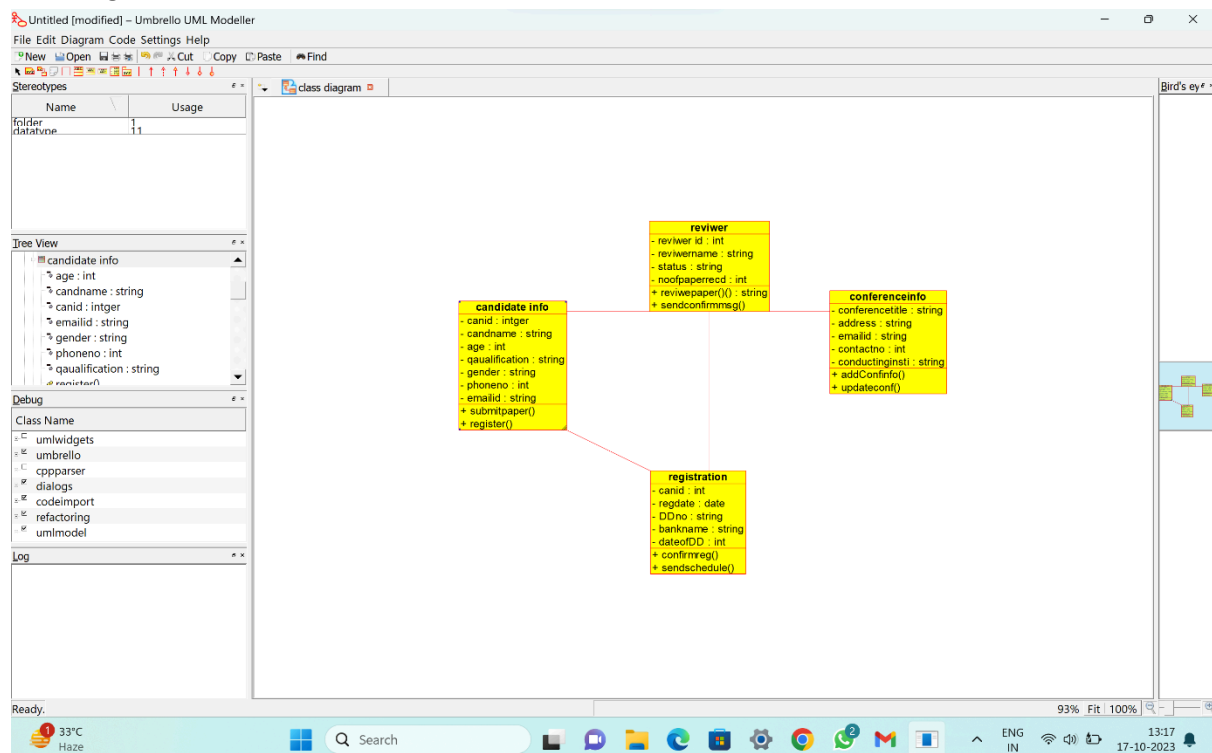 Untitled [modified] – Umbrello UML Modeller
File Edit Diagram Code Settings Help
New Open Cut Copy Paste Find
Stereotypes
class diagram
Bird's ey
Name Usage
folder 1
datatype 11
Tree View
candidate info
age : int
candname : string
canid : intger
emailid : string
gender : string
phoneno : int
qaualification : string
register()
Debug
Class Name
umlwidgets
umbrello
cppparser
dialogs
codeimport
refactoring
umlmodel
Log
reviwer
- reviwer id : int
- reviwername : string
- status : string
- noofpaperrecd : int
+ reviwepaper()() : string
+ sendconfirmmsg()
candidate info
- canid : intger
- candname : string
- age : int
- qaualification : string
- gender : string
- phoneno : int
- emailid : string
+ submitpaper()
+ register()
conferenceinfo
- conferencetitle : string
- address : string
- emailid : string
- contactno : int
- conductinginsti : string
+ addConfinfo()
+ updateconf()
registration
- canid : int
- regdate : date
- DDno : string
- bankname : string
- dateofDD : int
+ confirmreg()
+ sendschedule()
Ready.
93% Fit 100%
1
33°C
Haze
Search
2
ENG
IN
13:17
17-10-2023